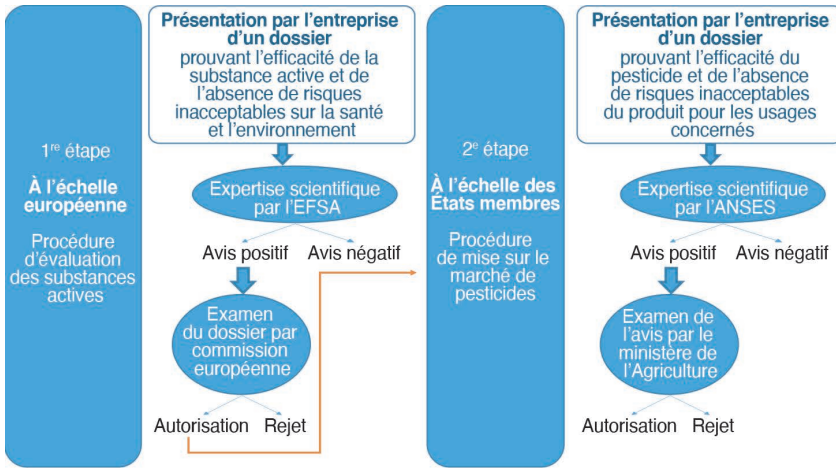 1re étape
À l'échelle
européenne
Procédure
d'évaluation
des substances
actives
Présentation par l'entreprise
d'un dossier
prouvant l'efficacité de la
substance active et de
l'absence de risques
inacceptables sur la santé
et l'environnement
Expertise scientifique
par l'EFSA
Avis positif Avis négatif
Examen
du dossier par
commission
européenne
Autorisation Rejet
2e étape
À l'échelle des
États membres
Procédure
de mise sur le
marché de
pesticides
Présentation par l'entreprise
d'un dossier
prouvant l'efficacité du
pesticide et de l'absence
de risques inacceptables
du produit pour les usages
concernés
Expertise scientifique
par l'ANSES
Avis positif Avis négatif
Examen de
l'avis par le
ministère de
l'Agriculture
Autorisation Rejet